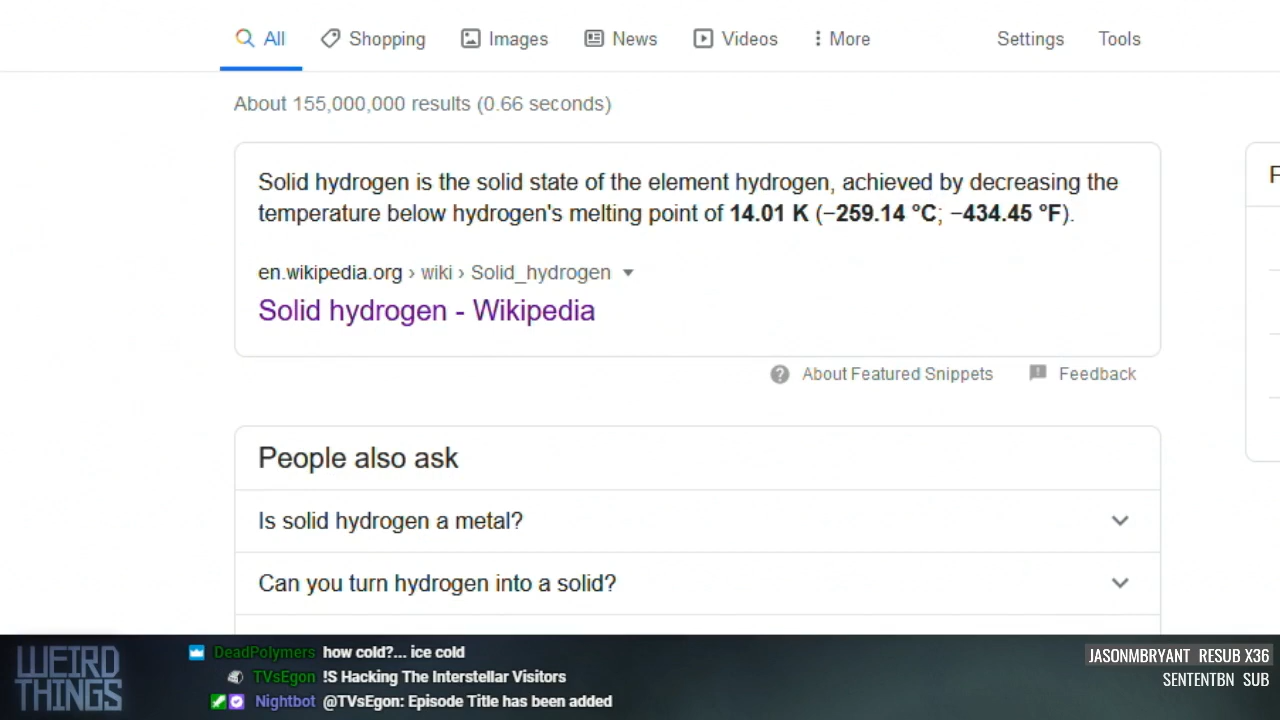 All Shopping Images News Videos More Settings Tools
About 155,000,000 results (0.66 seconds)
Solid hydrogen is the solid state of the element hydrogen, achieved by decreasing the
temperature below hydrogen's melting point of 14.01 K (−259.14 °C; −434.45 °F).
en.wikipedia.org › wiki › Solid_hydrogen
Solid hydrogen - Wikipedia
About Featured Snippets Feedback
F
People also ask
Is solid hydrogen a metal?
Can you turn hydrogen into a solid?
WEIRD
THINGS
DeadPolymers how cold?... ice cold
TVsEgon !S Hacking The Interstellar Visitors
Nightbot @TVsEgon: Episode Title has been added
JASONMBRYANT RESUB X36
SENTENTBN SUB